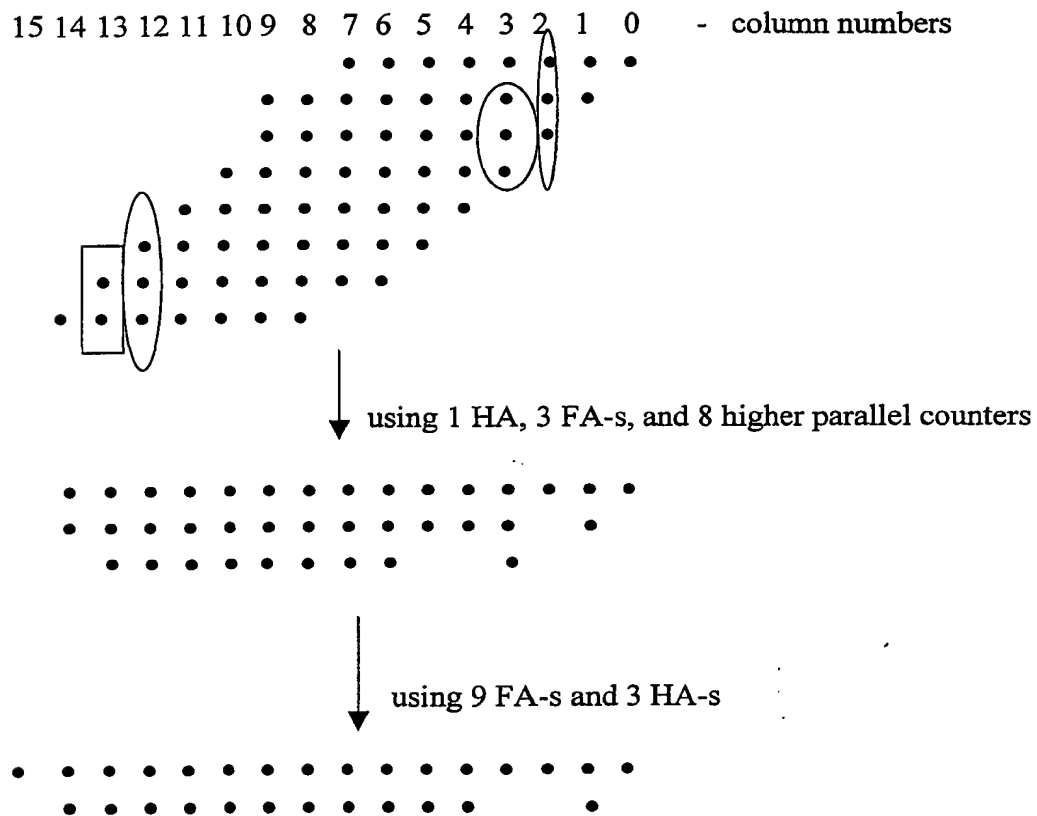 15 14 13 12 11 10 9 8 7 6 5 4 3 2 1 0 - column numbers
using 1 HA, 3 FA-s, and 8 higher parallel counters
using 9 FA-s and 3 HA-s